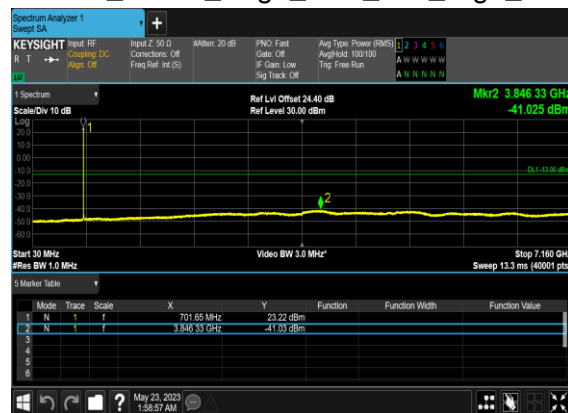 Spectrum Analyzer 1
Swept SA
+
KEYSIGHT Input: RF Input Z: 50 Ω #Atten: 20 dB PNO: Fast Avg Type: Power (RMS) 1 2 3 4 5 6
R T Coupling: DC Corrections: Off Gate: Off Avg|Hold: 100/100 A W W W W W
Align: Off Freq Ref: Int (S) IF Gain: Low Trig: Free Run
LM Sig Track: Off A N N N N N
1 Spectrum Ref Lvl Offset 24.40 dB Mkr2 3.846 33 GHz
Scale/Div 10 dB Ref Level 30.00 dBm -41.025 dBm
Log
1
20.0
10.0
0.00
-10.0
DL1 -13.00 dBm
-20.0
-30.0
2
-40.0
-50.0
-60.0
Start 30 MHz Video BW 3.0 MHz* Stop 7.160 GHz
#Res BW 1.0 MHz Sweep 13.3 ms (40001 pts)
5 Marker Table
Mode Trace Scale X Y Function Function Width Function Value
1 N 1 f 701.65 MHz 23.22 dBm
2 N 1 f 3.846 33 GHz -41.03 dBm
3
4
5
6
? May 23, 2023
1:58:57 AM